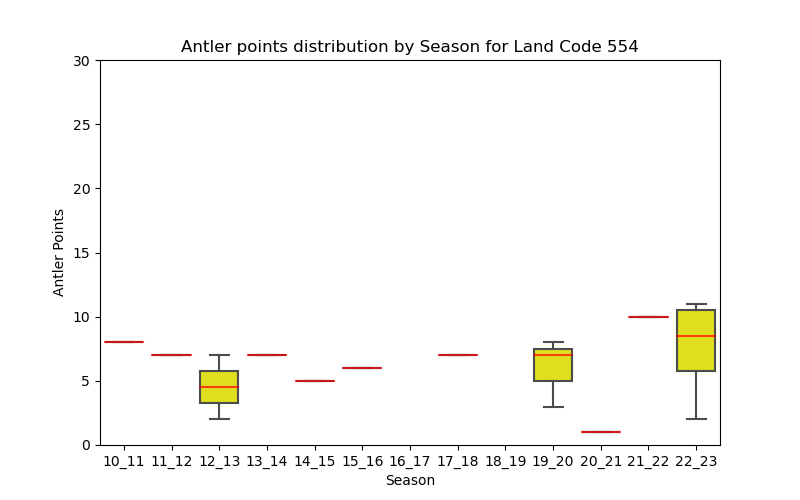 Antler points distribution by Season for Land Code 554
30
25
20
15
10
5
0
Antler Points
10_11 11_12 12_13 13_14 14_15 15_16 16_17 17_18 18_19 19_20 20_21 21_22 22_23
Season